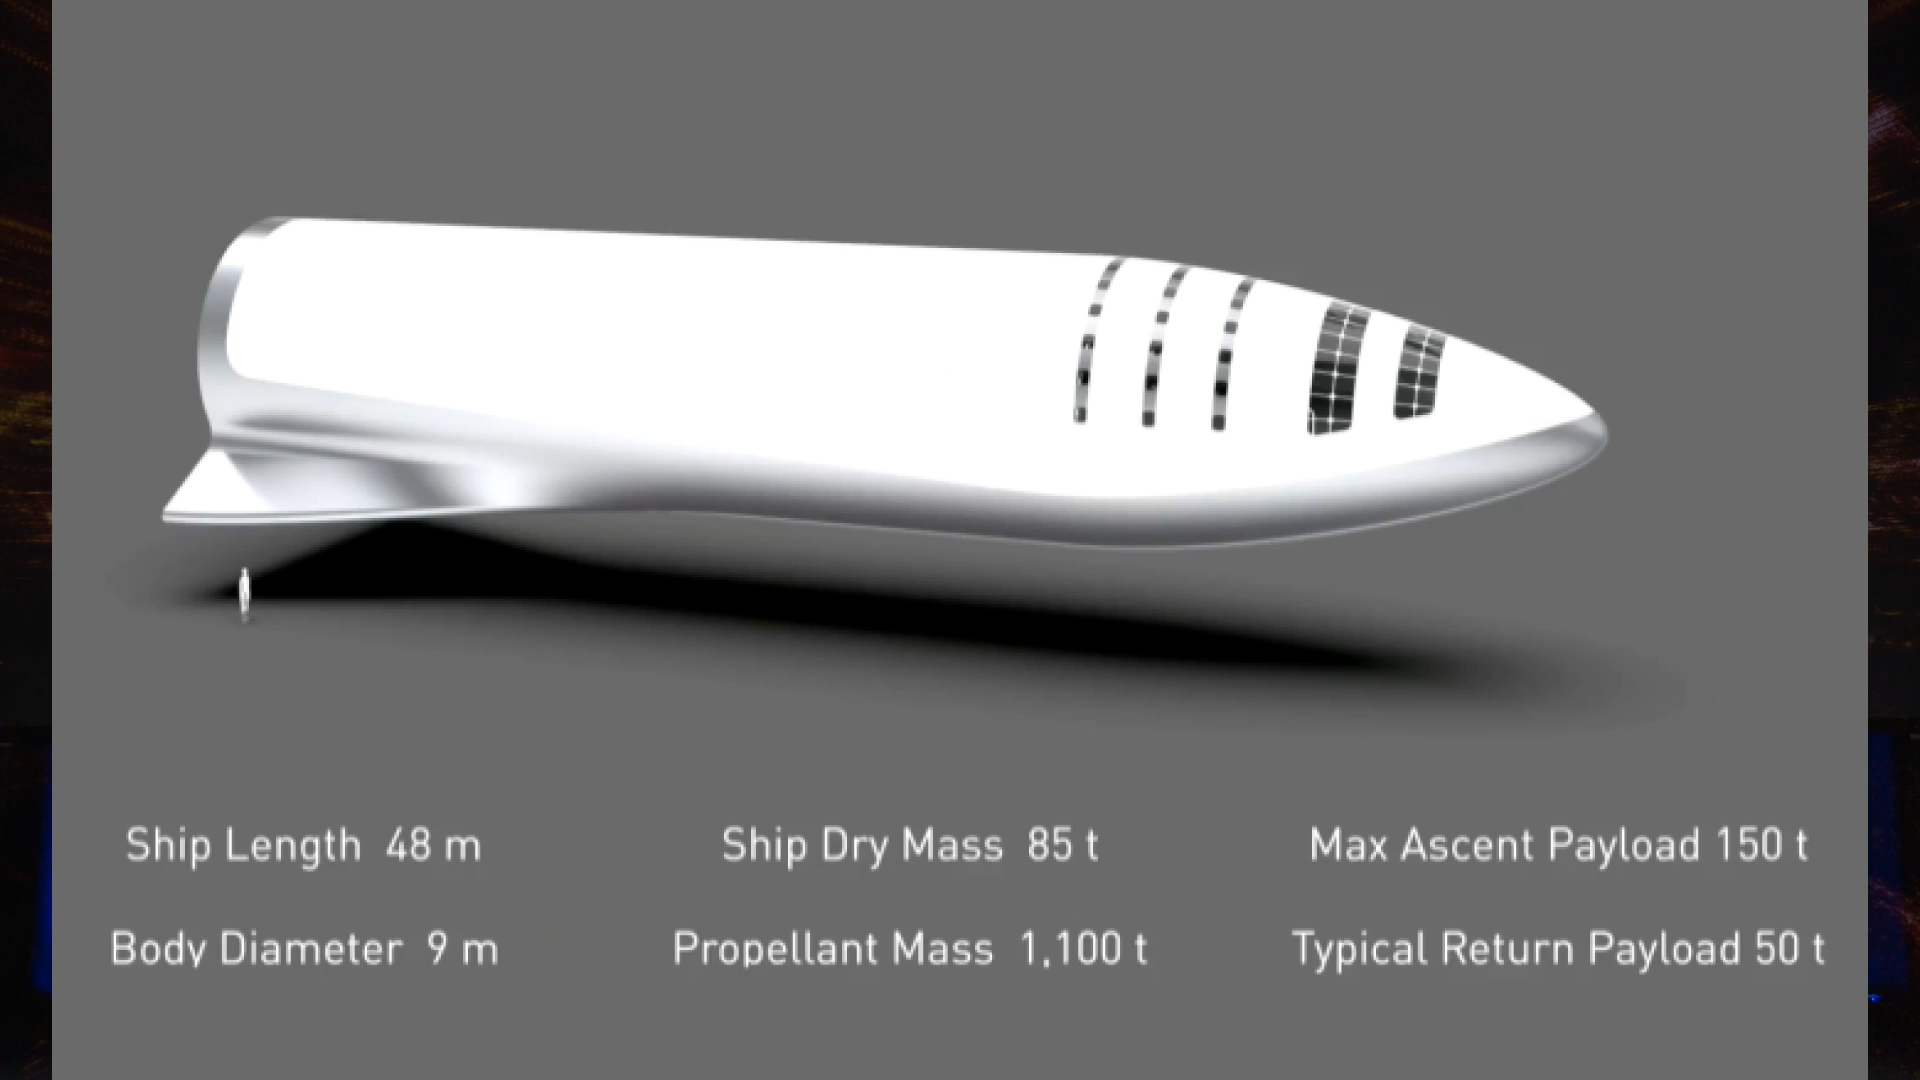 Ship Length 48 m
Ship Dry Mass 85 t
Max Ascent Payload 150 t
Body Diameter 9 m
Propellant Mass 1,100 t
Typical Return Payload 50 t